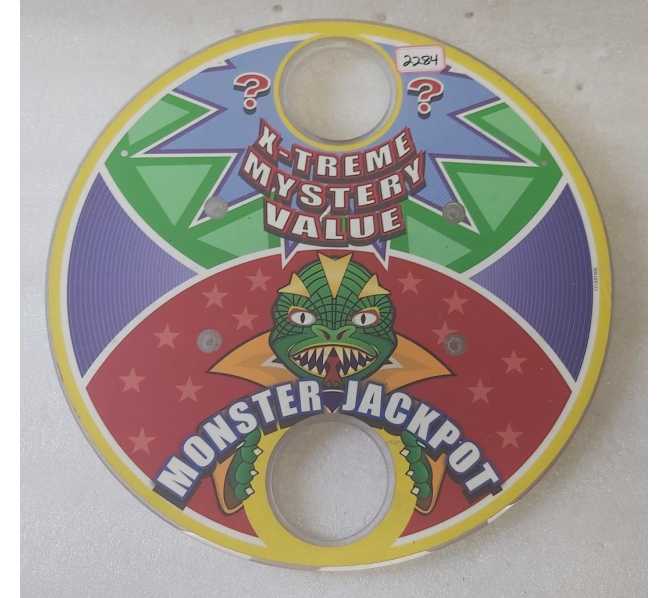 2284
? ?
X-TREME
MYSTERY
VALUE
MONSTER JACKPOT